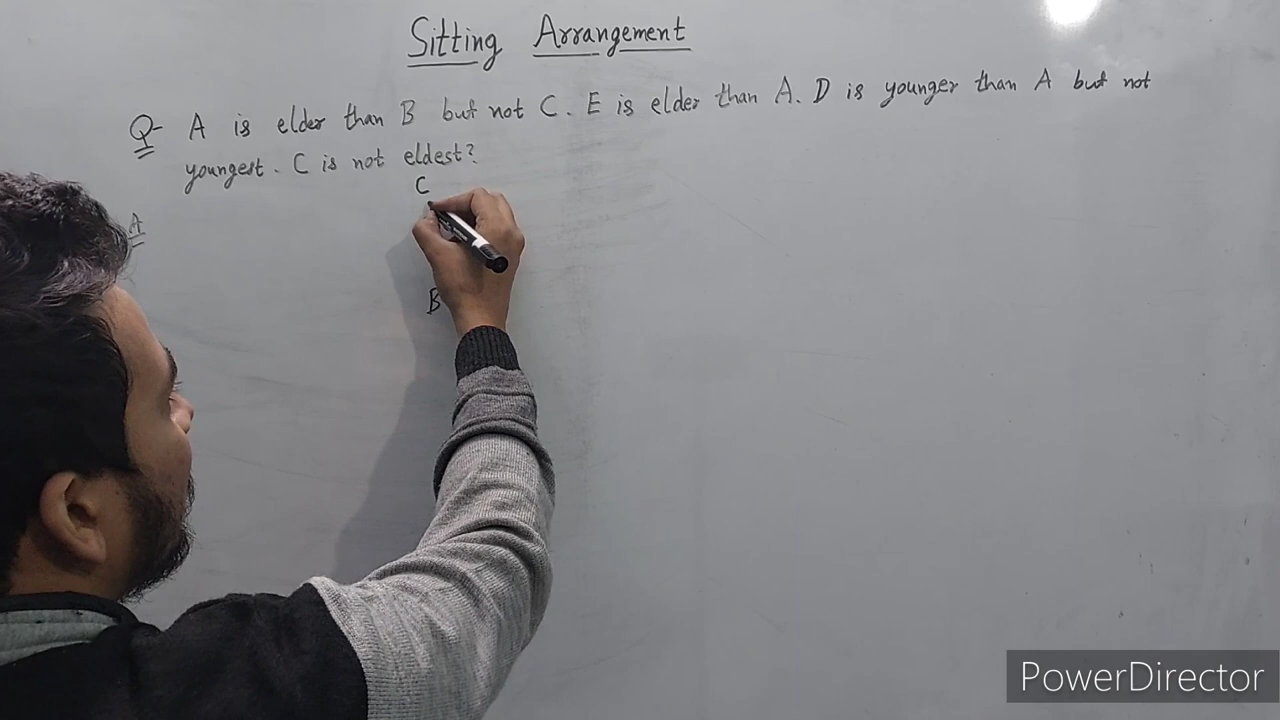 Sitting Arrangement
Q- A is elder than B but not C. E is elder than A. D is younger than A but not
youngest. C is not eldest?
C
A
B
PowerDirector